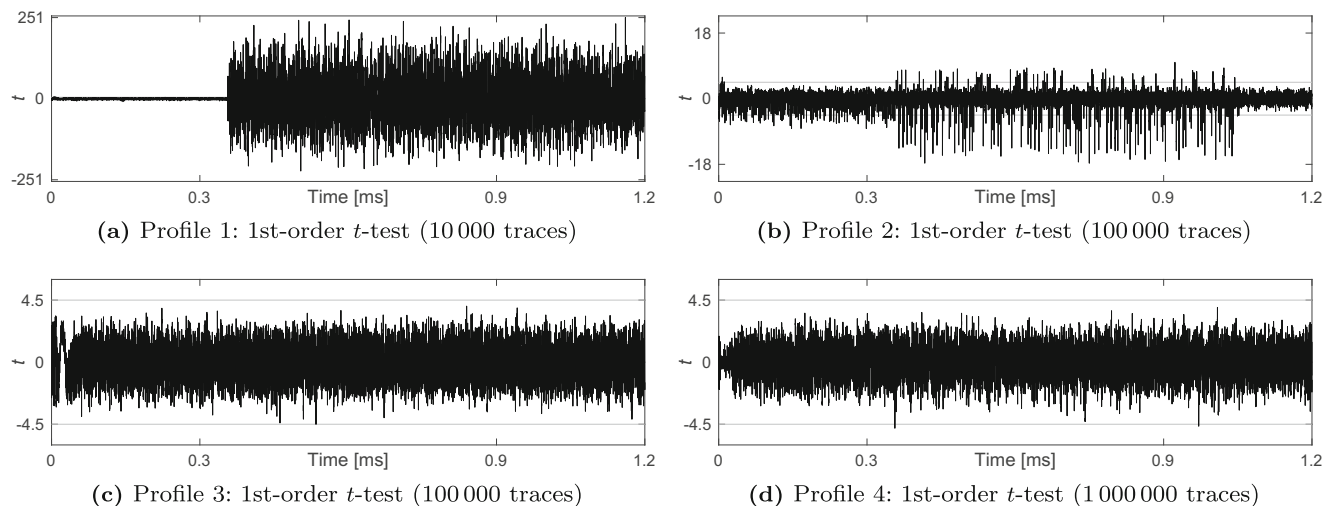 251
0
-251
t
0 0.3 0.9 1.2
Time [ms]
(a) Profile 1: 1st-order t-test (10 000 traces)
18
0
-18
t
0 0.3 0.9 1.2
Time [ms]
(b) Profile 2: 1st-order t-test (100 000 traces)
4.5
0
-4.5
t
0 0.3 0.9 1.2
Time [ms]
(c) Profile 3: 1st-order t-test (100 000 traces)
4.5
0
-4.5
t
0 0.3 0.9 1.2
Time [ms]
(d) Profile 4: 1st-order t-test (1 000 000 traces)